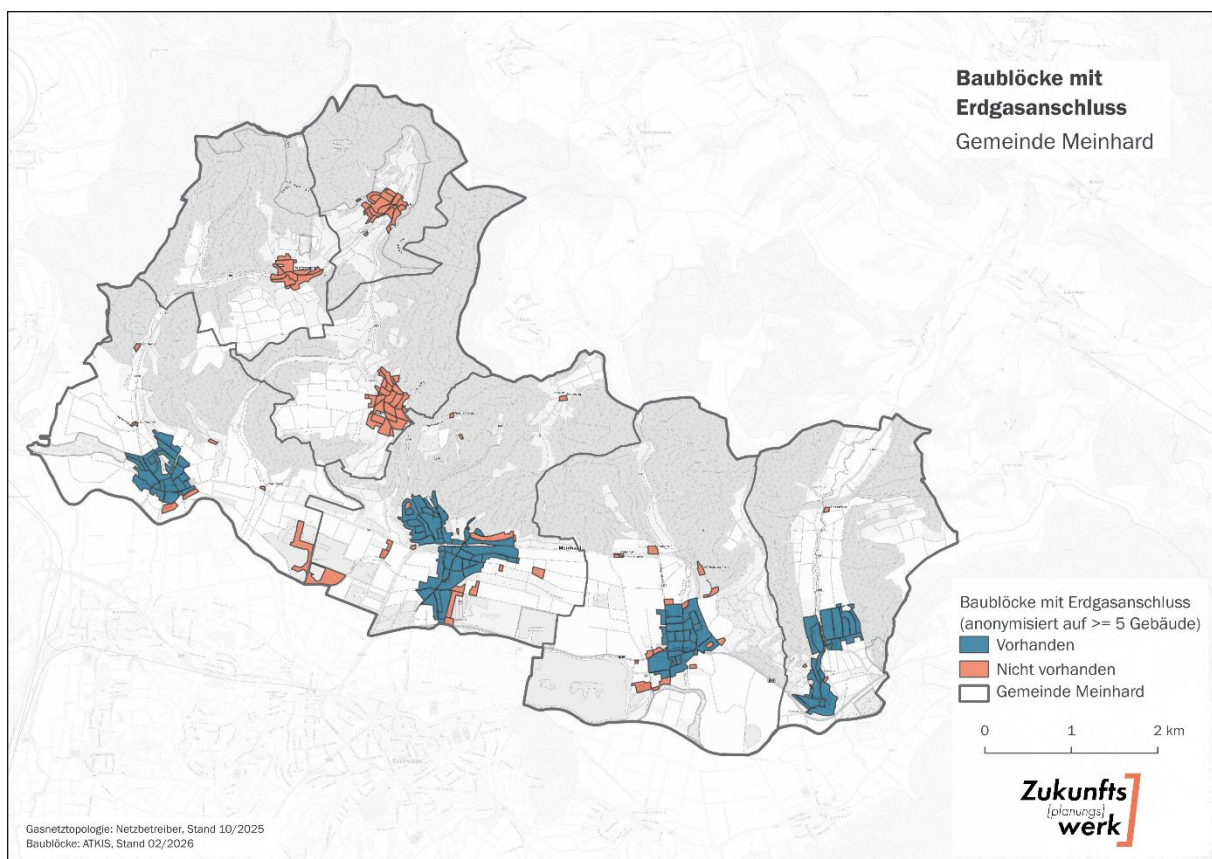 Baublöcke mit
Erdgasanschluss
Gemeinde Meinhard
Meinhard
Baublöcke mit Erdgasanschluss
(anonymisiert auf >= 5 Gebäude)
Vorhanden
Nicht vorhanden
Gemeinde Meinhard
0 1 2 km
Zukunfts
[planungs]
werk
Gasnetztopologie: Netzbetreiber, Stand 10/2025
Baublöcke: ATKIS, Stand 02/2026